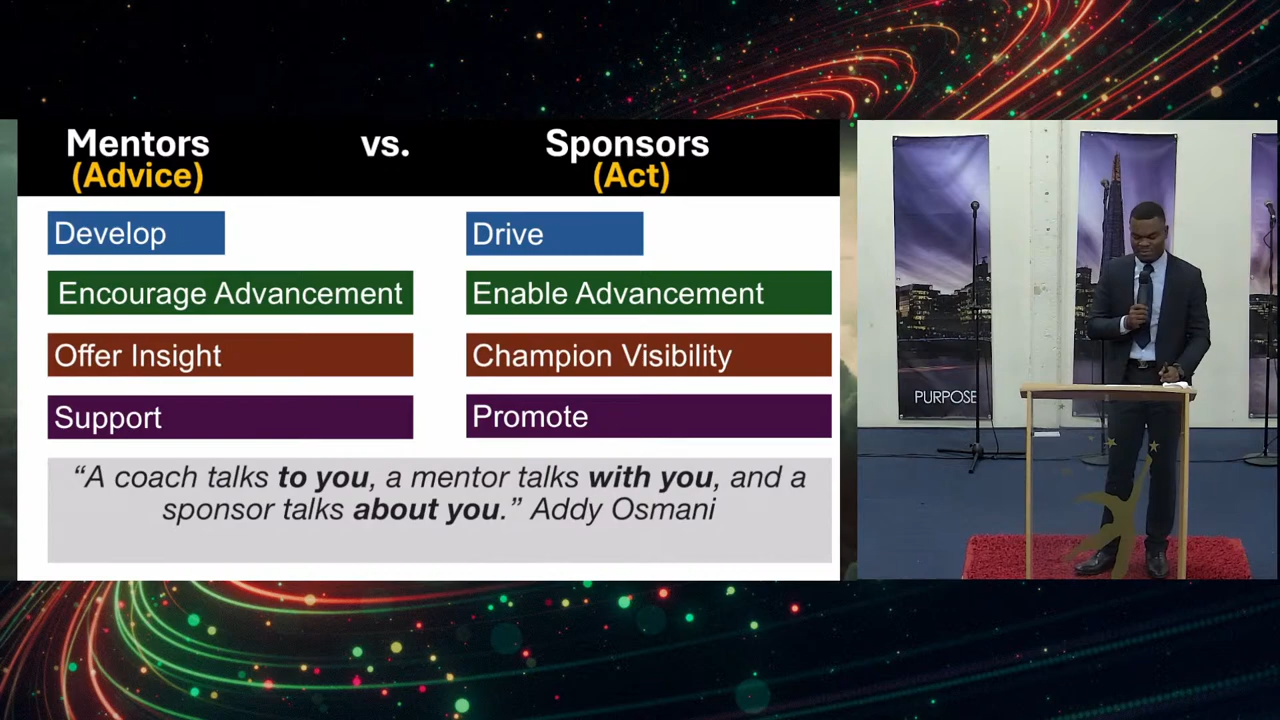 Mentors vs. Sponsors
(Advice) (Act)
Develop Drive
Encourage Advancement Enable Advancement
Offer Insight Champion Visibility
Support Promote
“A coach talks to you, a mentor talks with you, and a
sponsor talks about you.” Addy Osmani
PURPOSE